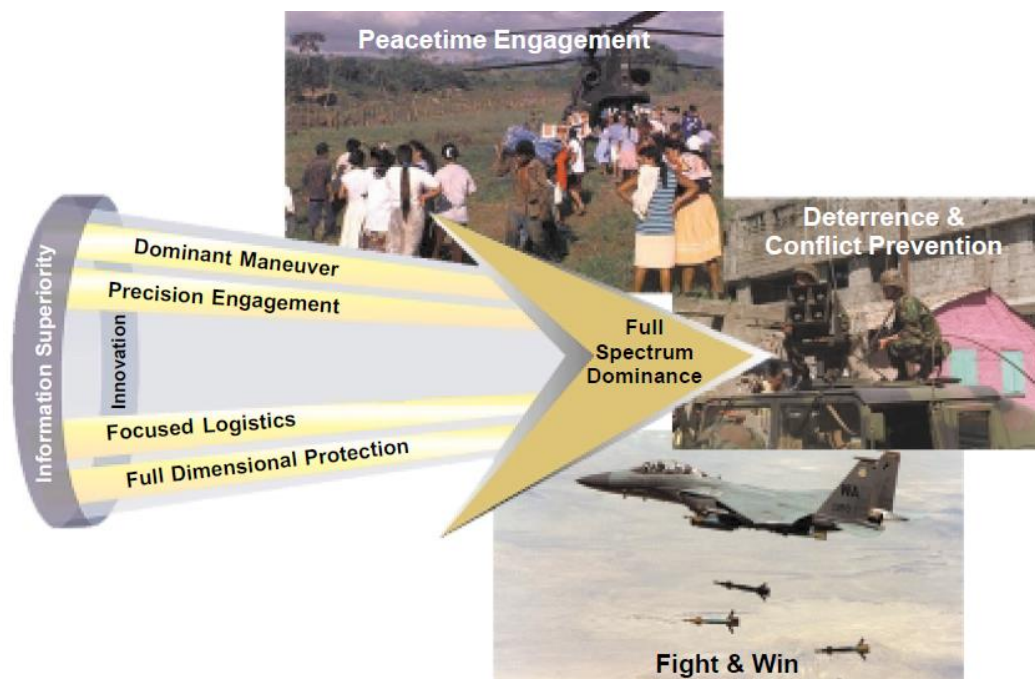 Peacetime Engagement
Deterrence &
Conflict Prevention
Information Superiority
Innovation
Dominant Maneuver
Precision Engagement
Focused Logistics
Full Dimensional Protection
Full
Spectrum
Dominance
WA
Fight & Win